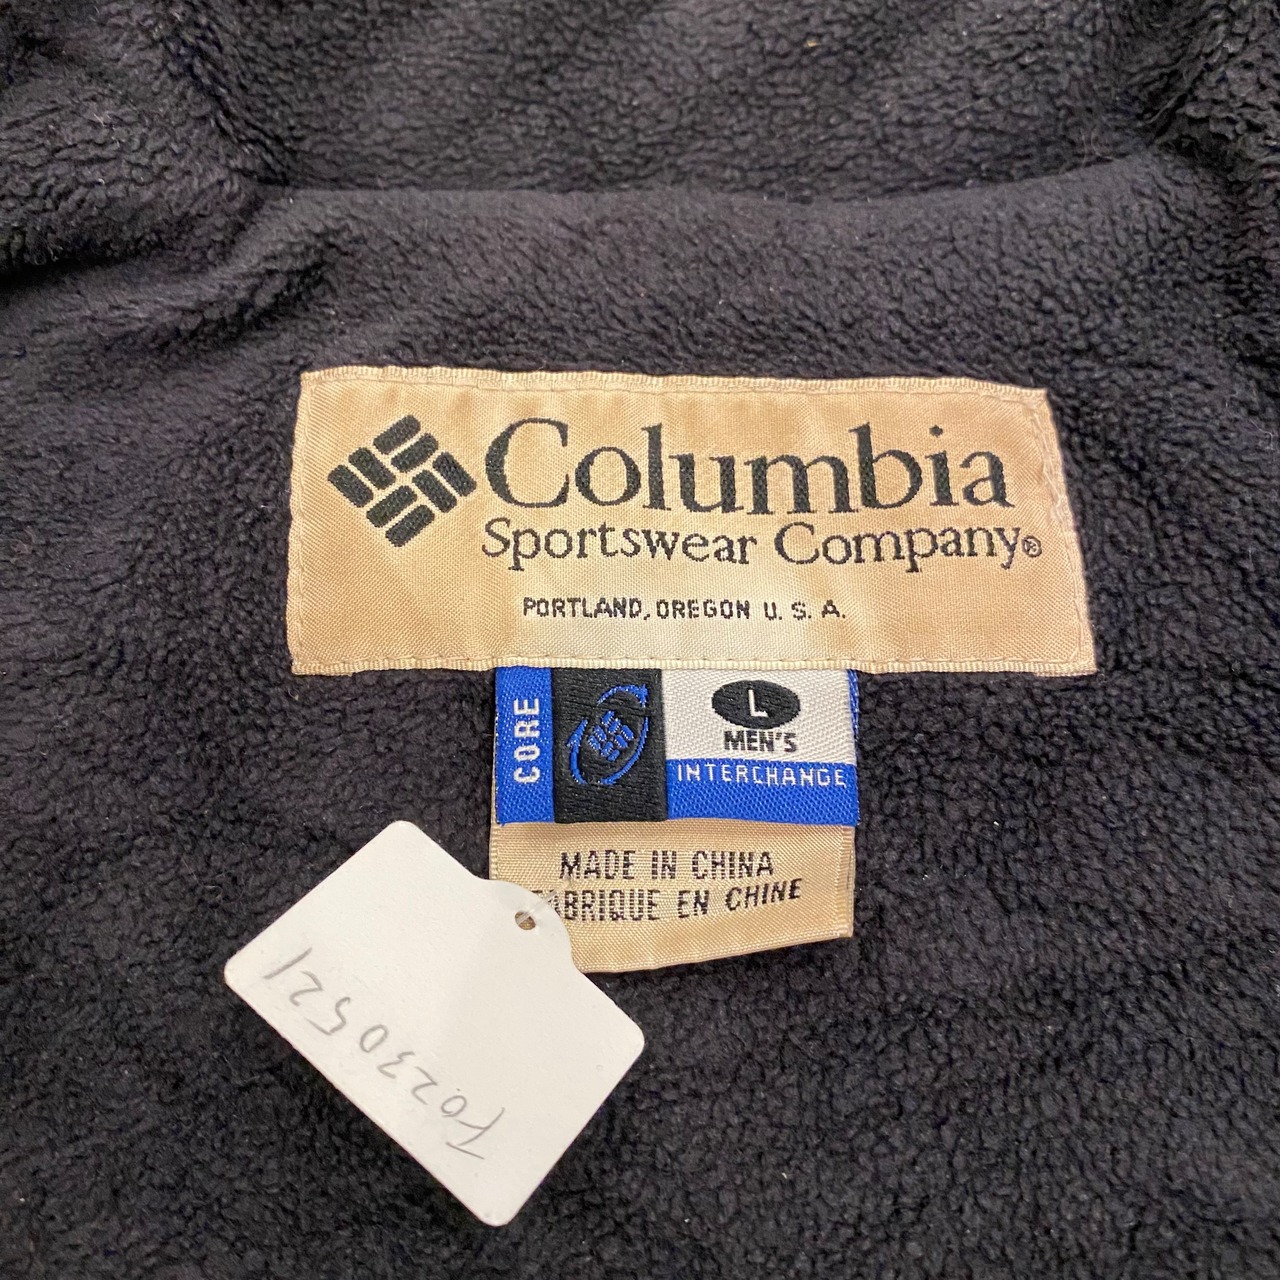 Columbia
Sportswear Company®
PORTLAND, OREGON U. S. A.
CORE
L
MEN'S
INTERCHANGE
MADE IN CHINA
FABRIQUE EN CHINE
F0230521